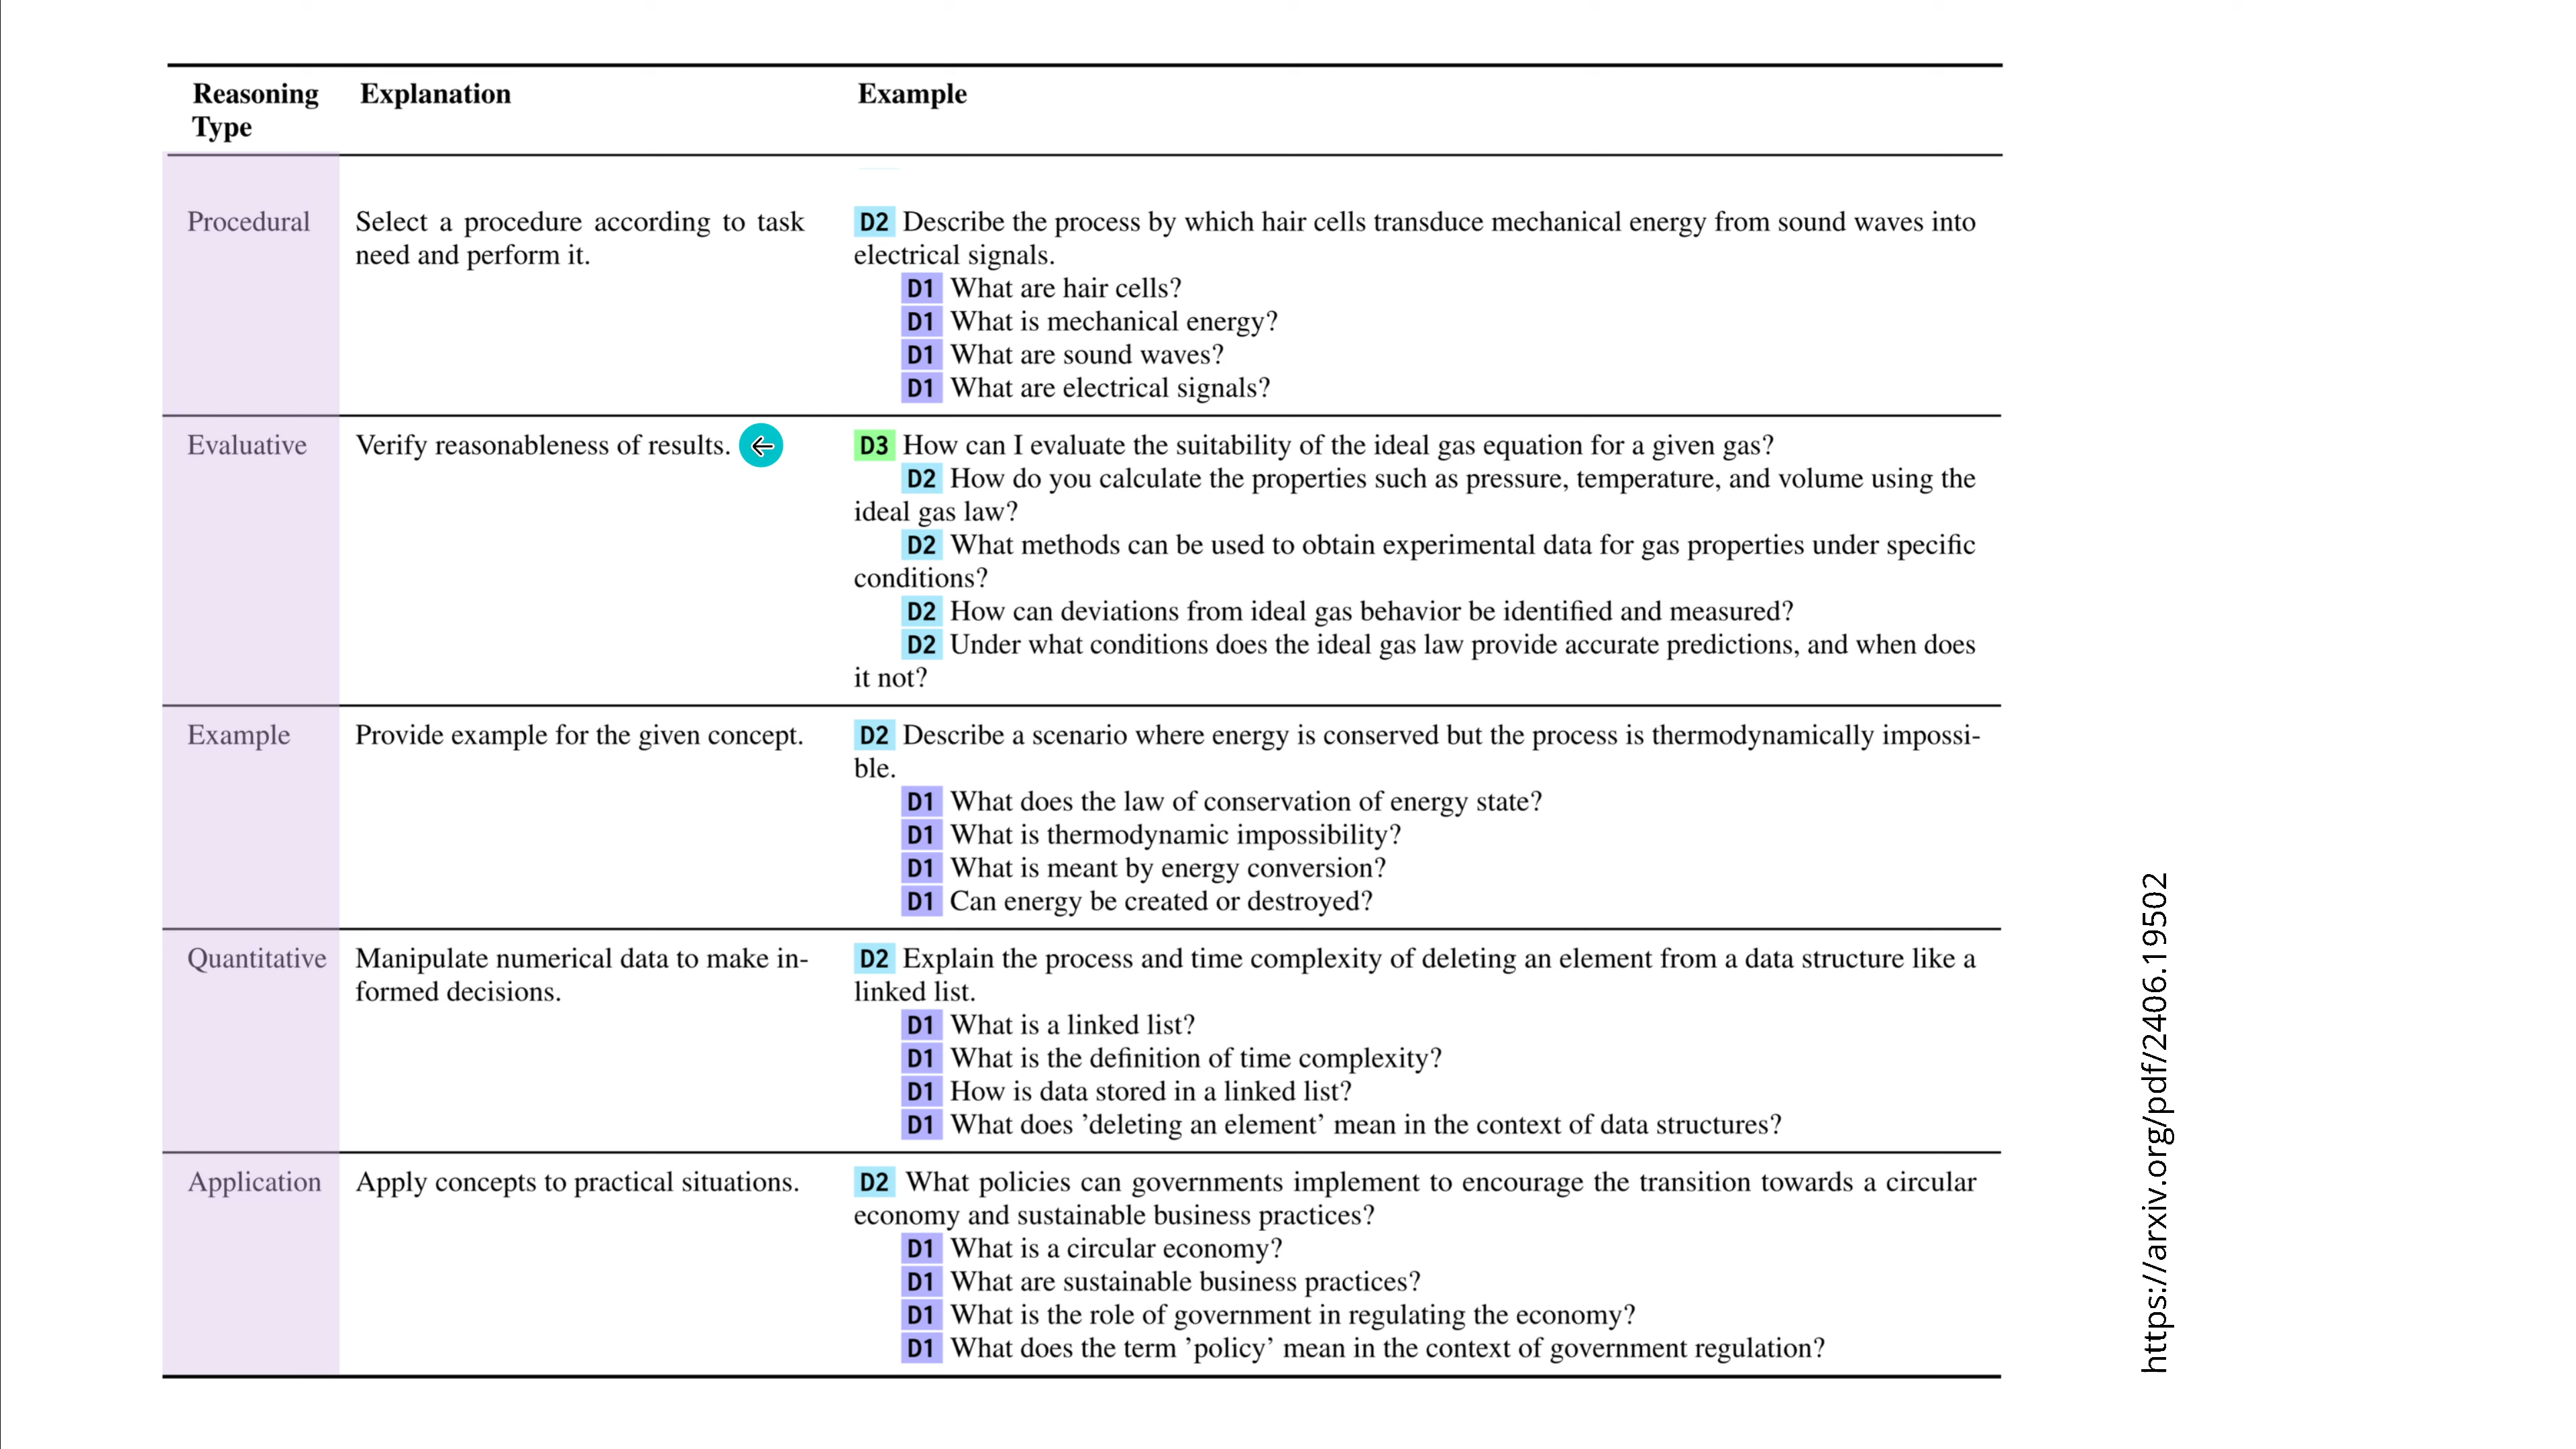 Reasoning Type Explanation Example
Procedural Select a procedure according to task need and perform it.
D2 Describe the process by which hair cells transduce mechanical energy from sound waves into
electrical signals.
D1 What are hair cells?
D1 What is mechanical energy?
D1 What are sound waves?
D1 What are electrical signals?
Evaluative Verify reasonableness of results.
D3 How can I evaluate the suitability of the ideal gas equation for a given gas?
D2 How do you calculate the properties such as pressure, temperature, and volume using the
ideal gas law?
D2 What methods can be used to obtain experimental data for gas properties under specific
conditions?
D2 How can deviations from ideal gas behavior be identified and measured?
D2 Under what conditions does the ideal gas law provide accurate predictions, and when does
it not?
Example Provide example for the given concept.
D2 Describe a scenario where energy is conserved but the process is thermodynamically impossi-
ble.
D1 What does the law of conservation of energy state?
D1 What is thermodynamic impossibility?
D1 What is meant by energy conversion?
D1 Can energy be created or destroyed?
Quantitative Manipulate numerical data to make in-
formed decisions.
D2 Explain the process and time complexity of deleting an element from a data structure like a
linked list.
D1 What is a linked list?
D1 What is the definition of time complexity?
D1 How is data stored in a linked list?
D1 What does 'deleting an element' mean in the context of data structures?
Application Apply concepts to practical situations.
D2 What policies can governments implement to encourage the transition towards a circular
economy and sustainable business practices?
D1 What is a circular economy?
D1 What are sustainable business practices?
D1 What is the role of government in regulating the economy?
D1 What does the term 'policy' mean in the context of government regulation?
https://arxiv.org/pdf/2406.19502